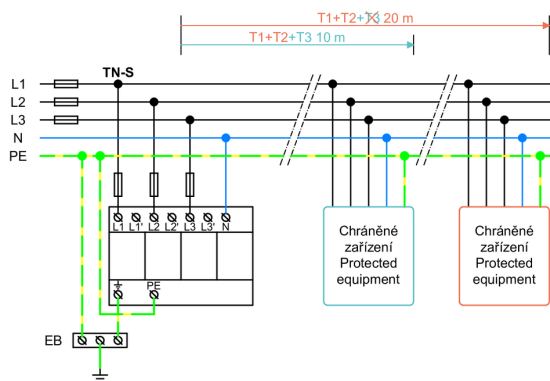 T1+T2+T3 20 m
T1+T2+T3 10 m
TN-S
L1
L2
L3
N
PE
L1 L1' L2 L2' L3 L3' N
PE
EB
Chráněné
zařízení
Protected
equipment
Chráněné
zařízení
Protected
equipment